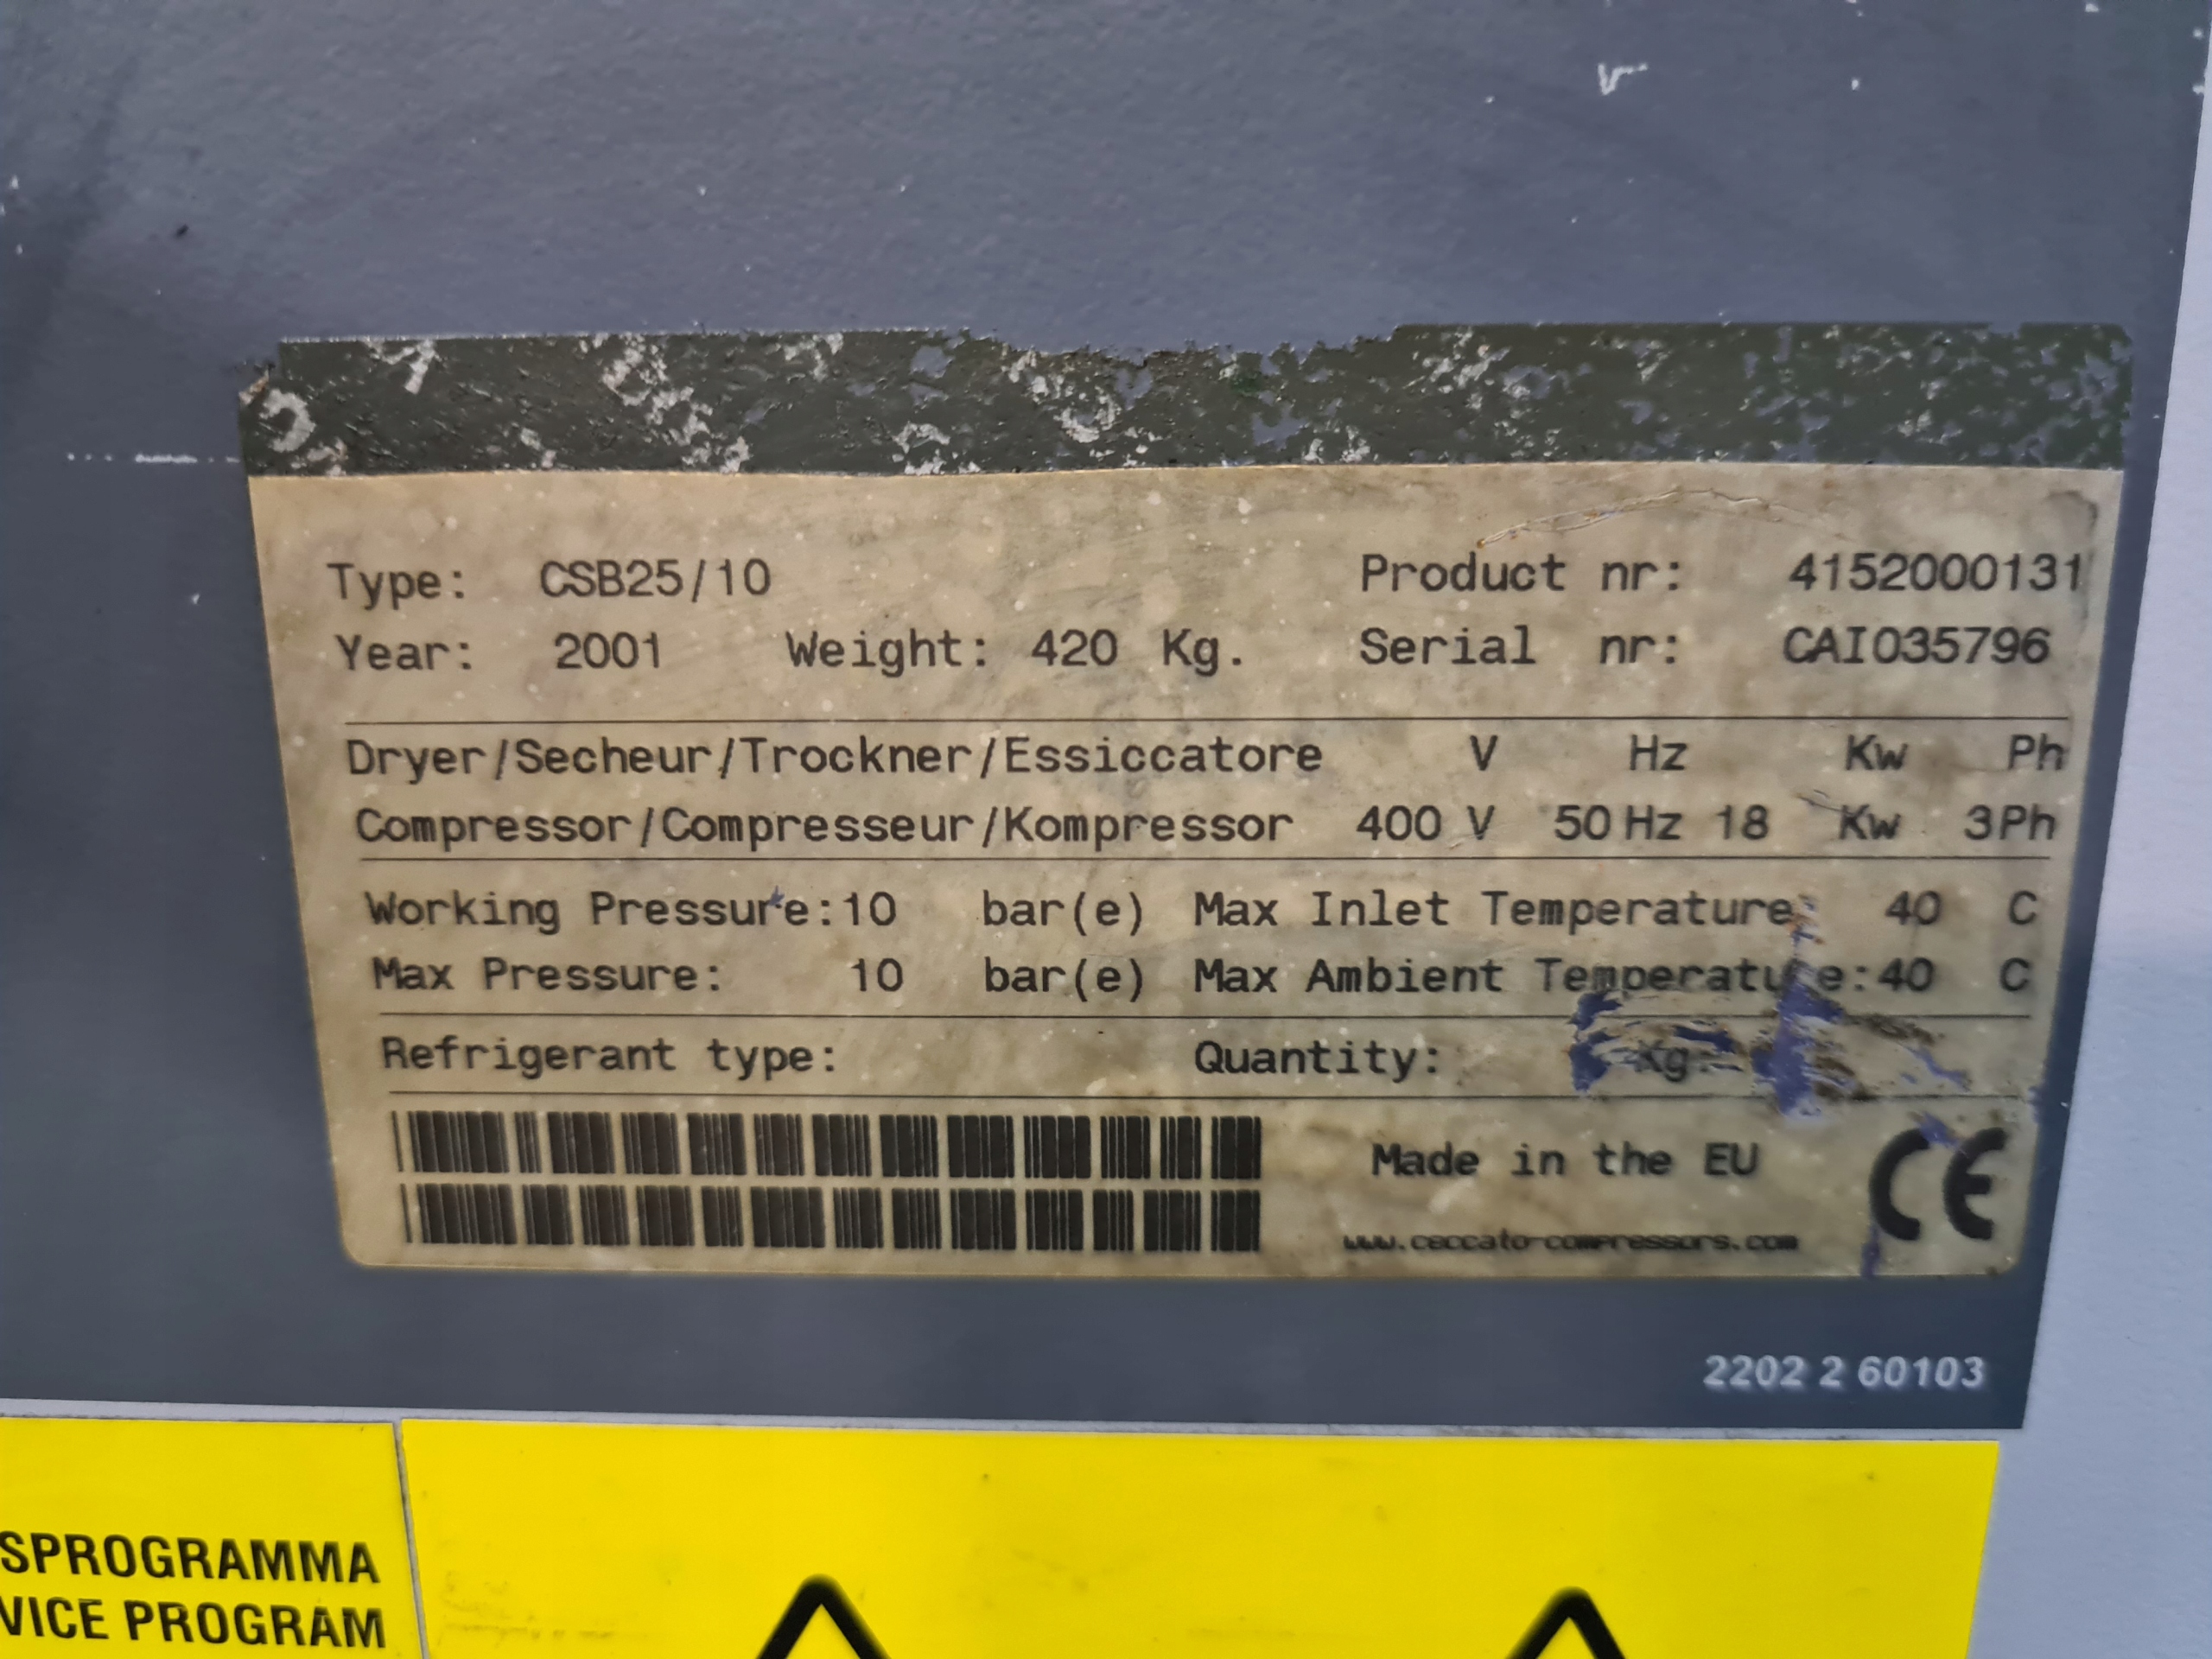 Type: CSB25/10 Product nr: 4152000131
Year: 2001 Weight: 420 Kg. Serial nr: CAI035796
Dryer/Secheur/Trockner/Essiccatore V Hz Kw Ph
Compressor/Compresseur/Kompressor 400 V 50 Hz 18 Kw 3Ph
Working Pressure:10 bar(e) Max Inlet Temperature: 40 C
Max Pressure: 10 bar(e) Max Ambient Temperature:40 C
Refrigerant type: Quantity: Kg.
Made in the EU CE
www.ceccato-compressors.com
2202 2 60103
SPROGRAMMA
VICE PROGRAM